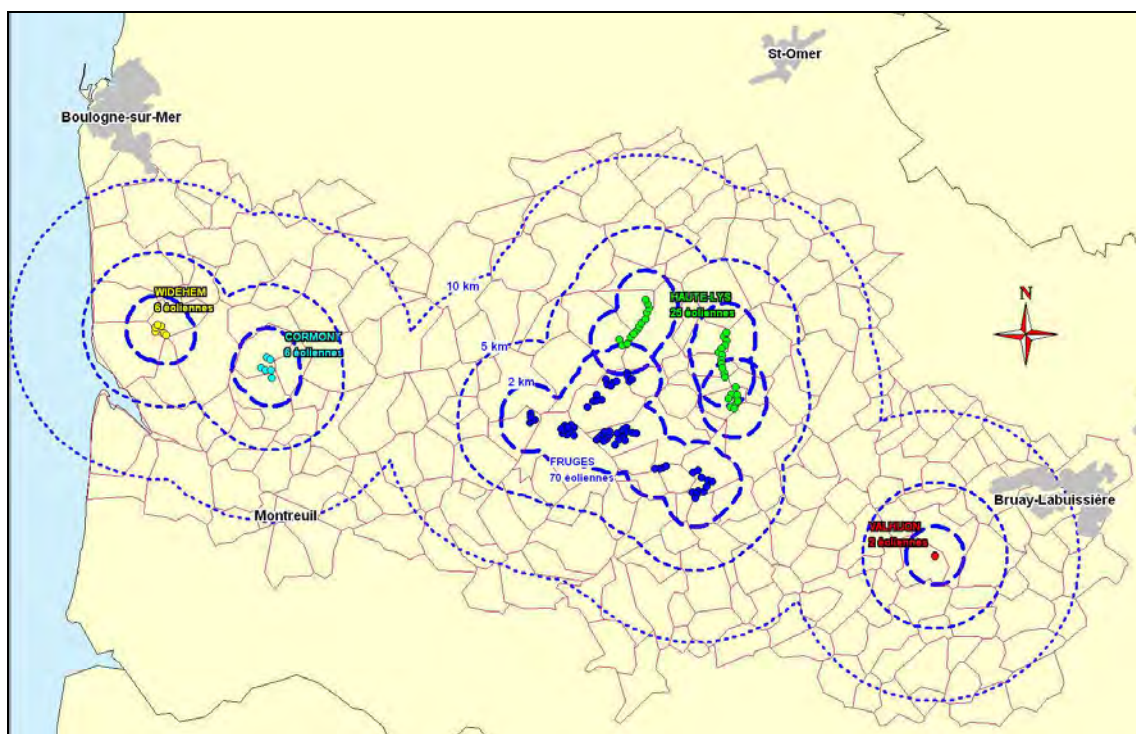 St-Omer
Boulogne-sur-Mer
10 km
WIDEHEM
6 éoliennes
HAUTE-LYS
25 éoliennes
N
CORMONT
6 éoliennes
5 km
2 km
FRUGES
70 éoliennes
Montreuil
Bruay-Labuissière
VALHUON
2 éoliennes